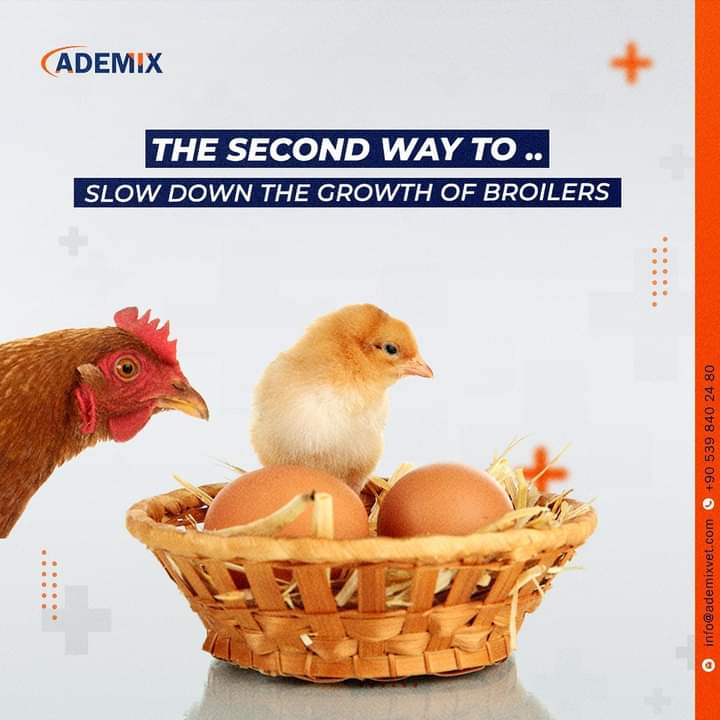 ADEMIX
THE SECOND WAY TO ..
SLOW DOWN THE GROWTH OF BROILERS
info@ademixvet.com +90 539 840 24 80